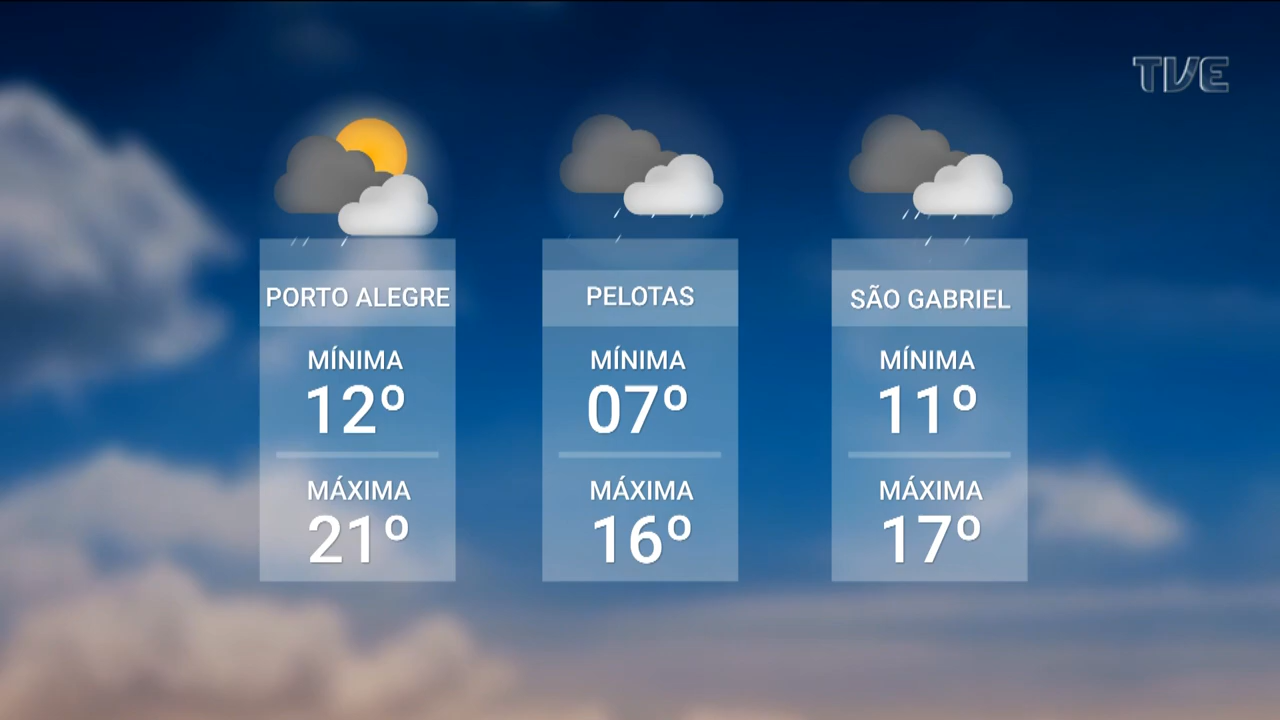 TVE
PORTO ALEGRE
MÍNIMA
12º
MÁXIMA
21º
PELOTAS
MÍNIMA
07º
MÁXIMA
16º
SÃO GABRIEL
MÍNIMA
11º
MÁXIMA
17º